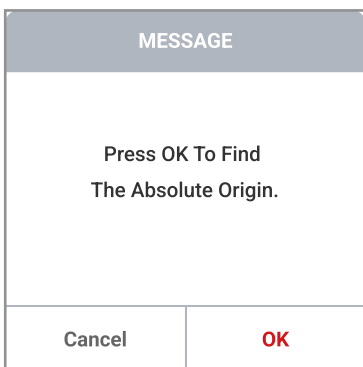 MESSAGE
Press OK To Find
The Absolute Origin.
Cancel
OK